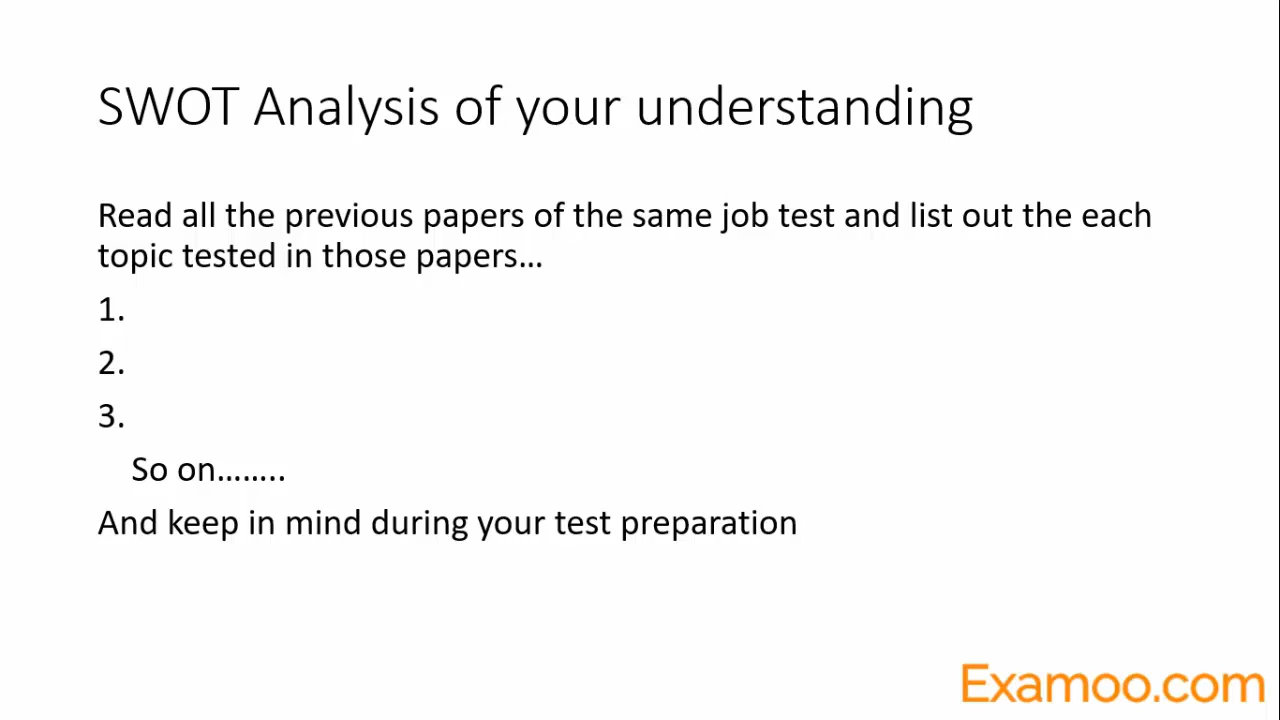 SWOT Analysis of your understanding
Read all the previous papers of the same job test and list out the each
topic tested in those papers…
1.
2.
3.
So on……..
And keep in mind during your test preparation
Examoo.com